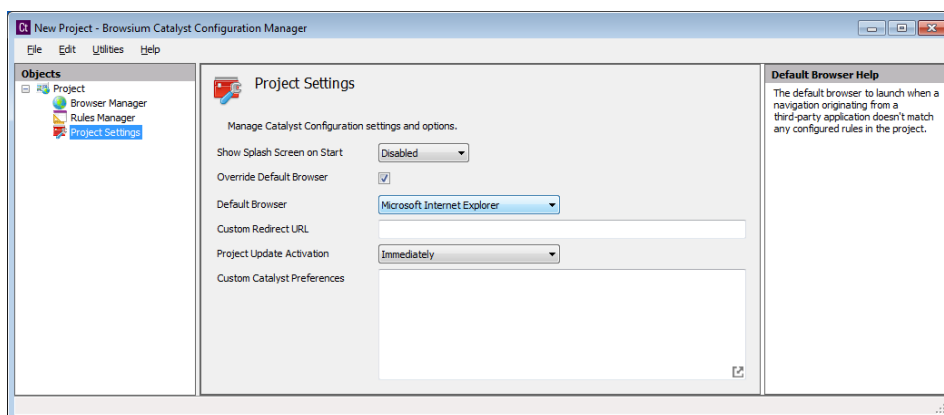 Ct New Project - Browsium Catalyst Configuration Manager
File Edit Utilities Help
Objects
Project
Browser Manager
Rules Manager
Project Settings
Project Settings
Manage Catalyst Configuration settings and options.
Show Splash Screen on Start Disabled
Override Default Browser
Default Browser Microsoft Internet Explorer
Custom Redirect URL
Project Update Activation Immediately
Custom Catalyst Preferences
Default Browser Help
The default browser to launch when a
navigation originating from a
third-party application doesn't match
any configured rules in the project.